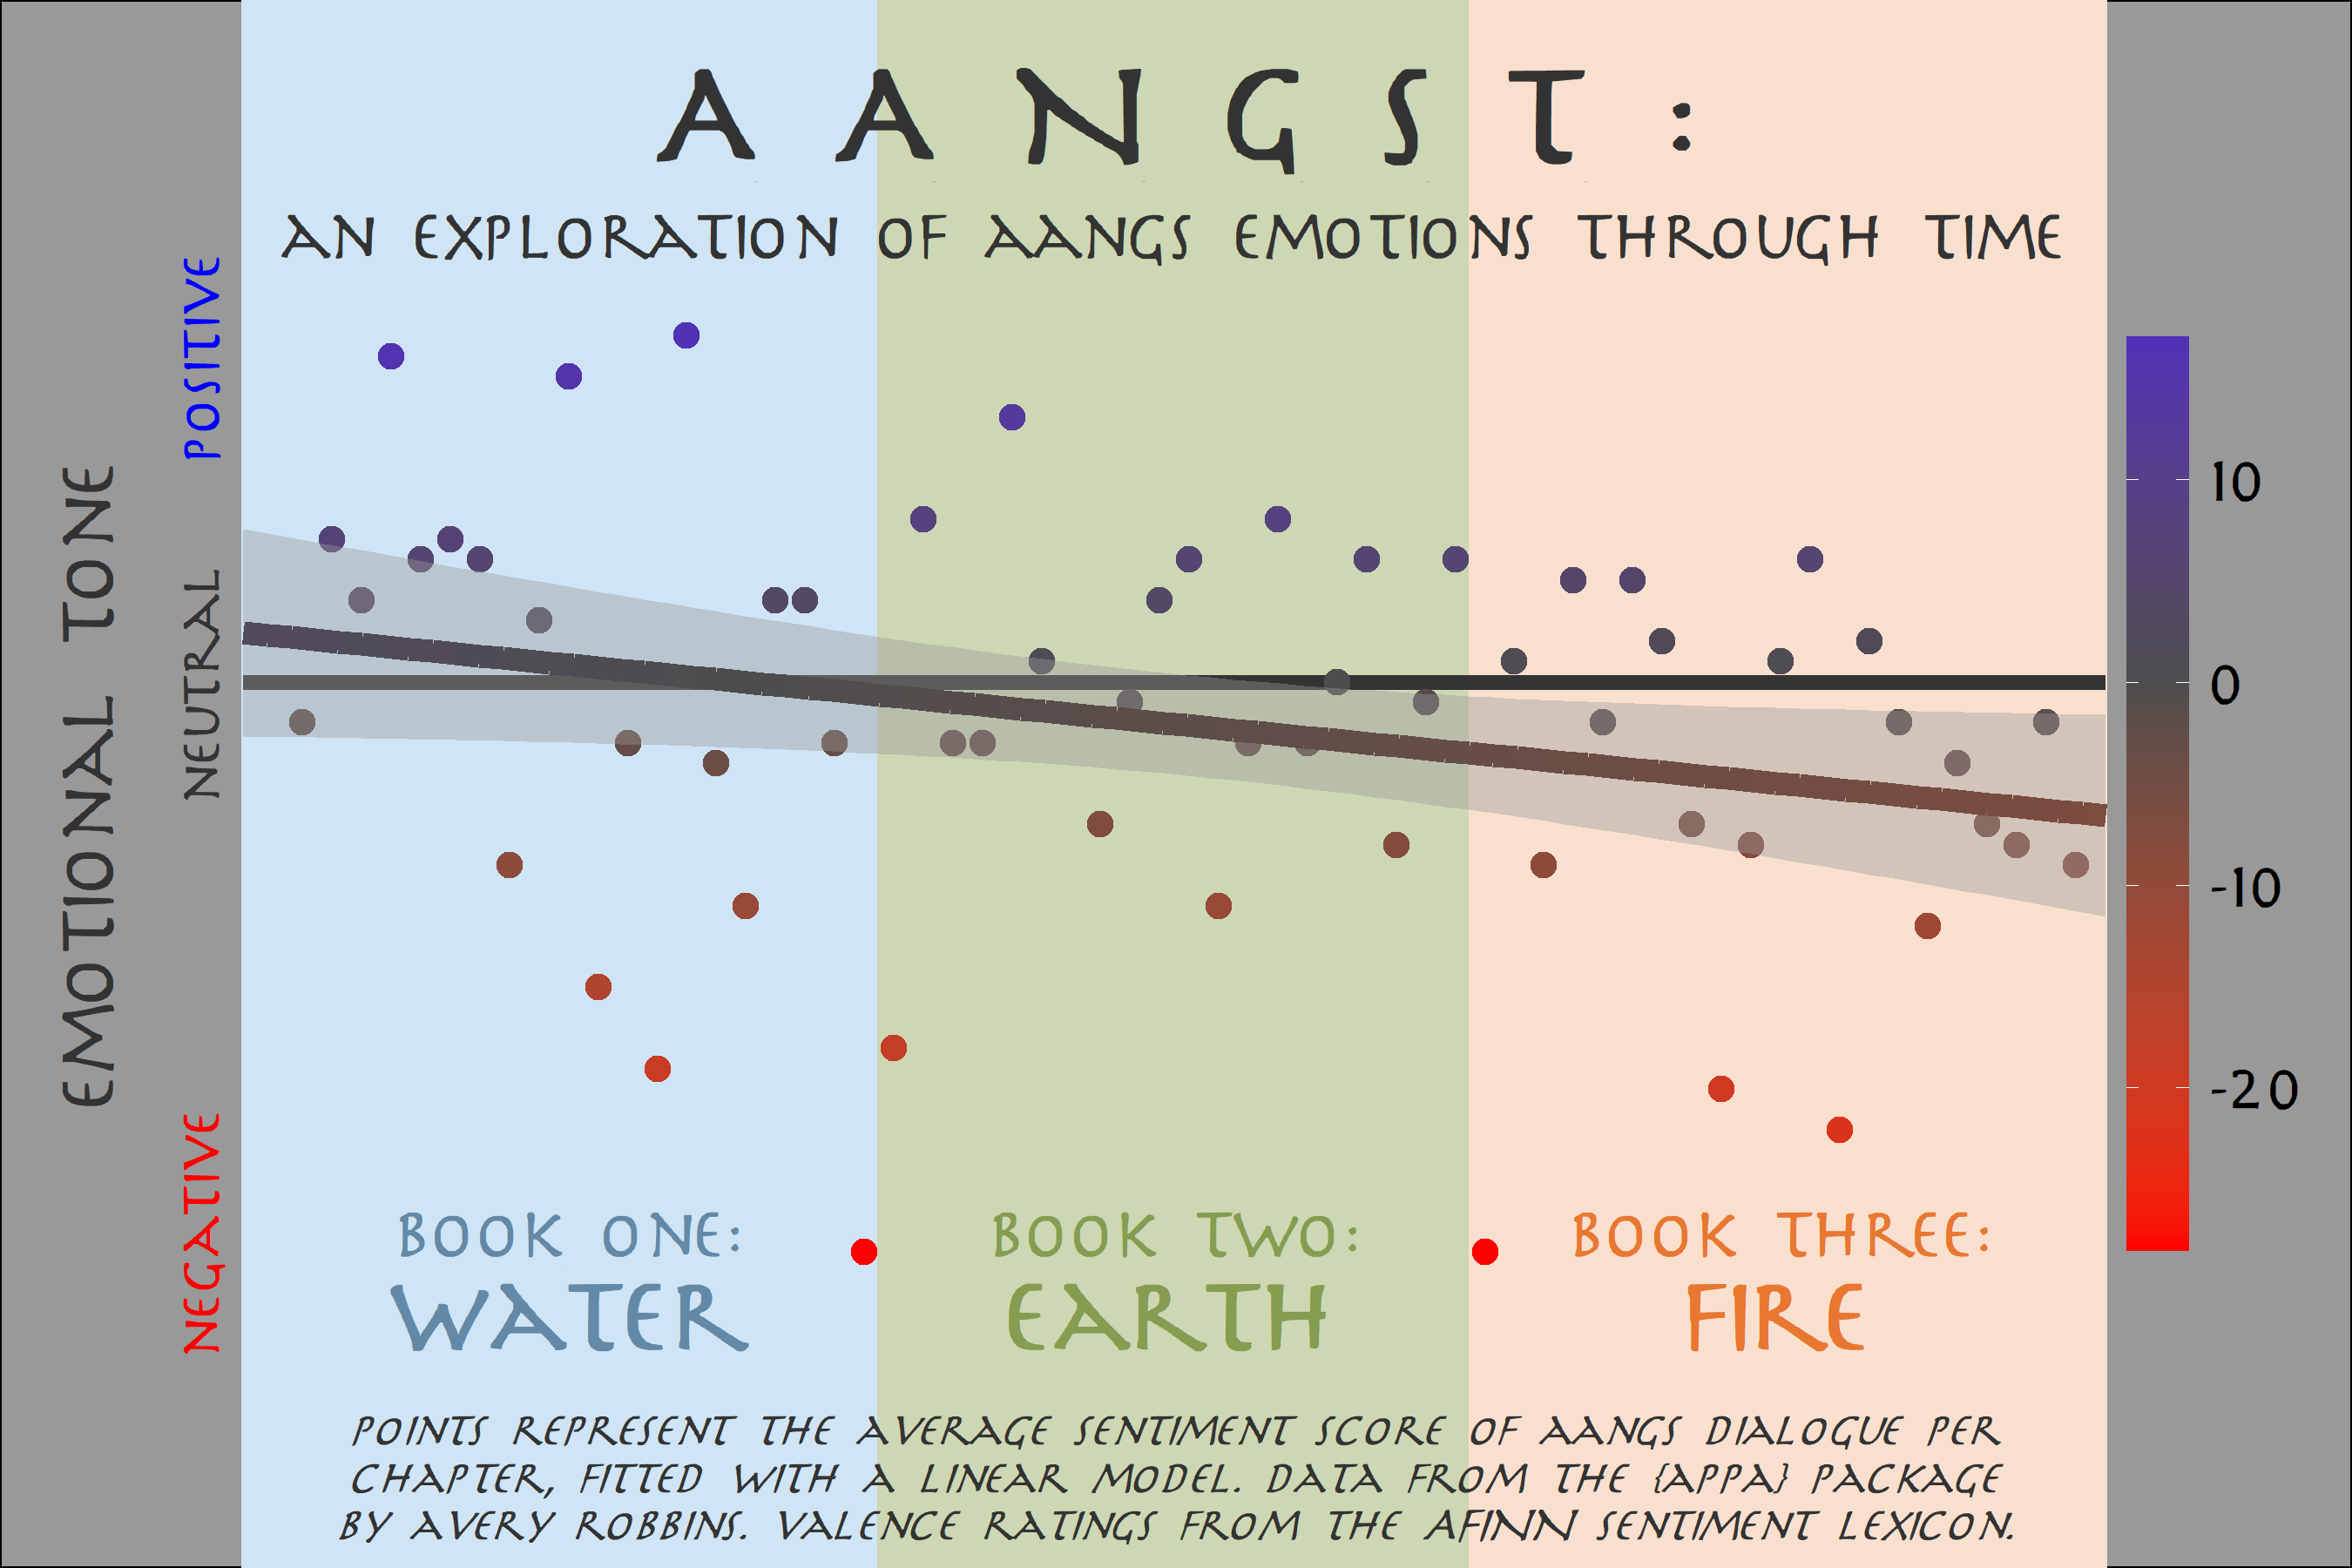 AANGST:
AN EXPLORATION OF AANGS EMOTIONS THROUGH TIME
EMOTIONAL TONE
POSITIVE
NEUTRAL
NEGATIVE
10
0
-10
-20
BOOK ONE:
WATER
BOOK TWO:
EARTH
BOOK THREE:
FIRE
POINTS REPRESENT THE AVERAGE SENTIMENT SCORE OF AANGS DIALOGUE PER
CHAPTER, FITTED WITH A LINEAR MODEL. DATA FROM THE {APPA} PACKAGE
BY AVERY ROBBINS. VALENCE RATINGS FROM THE AFINN SENTIMENT LEXICON.